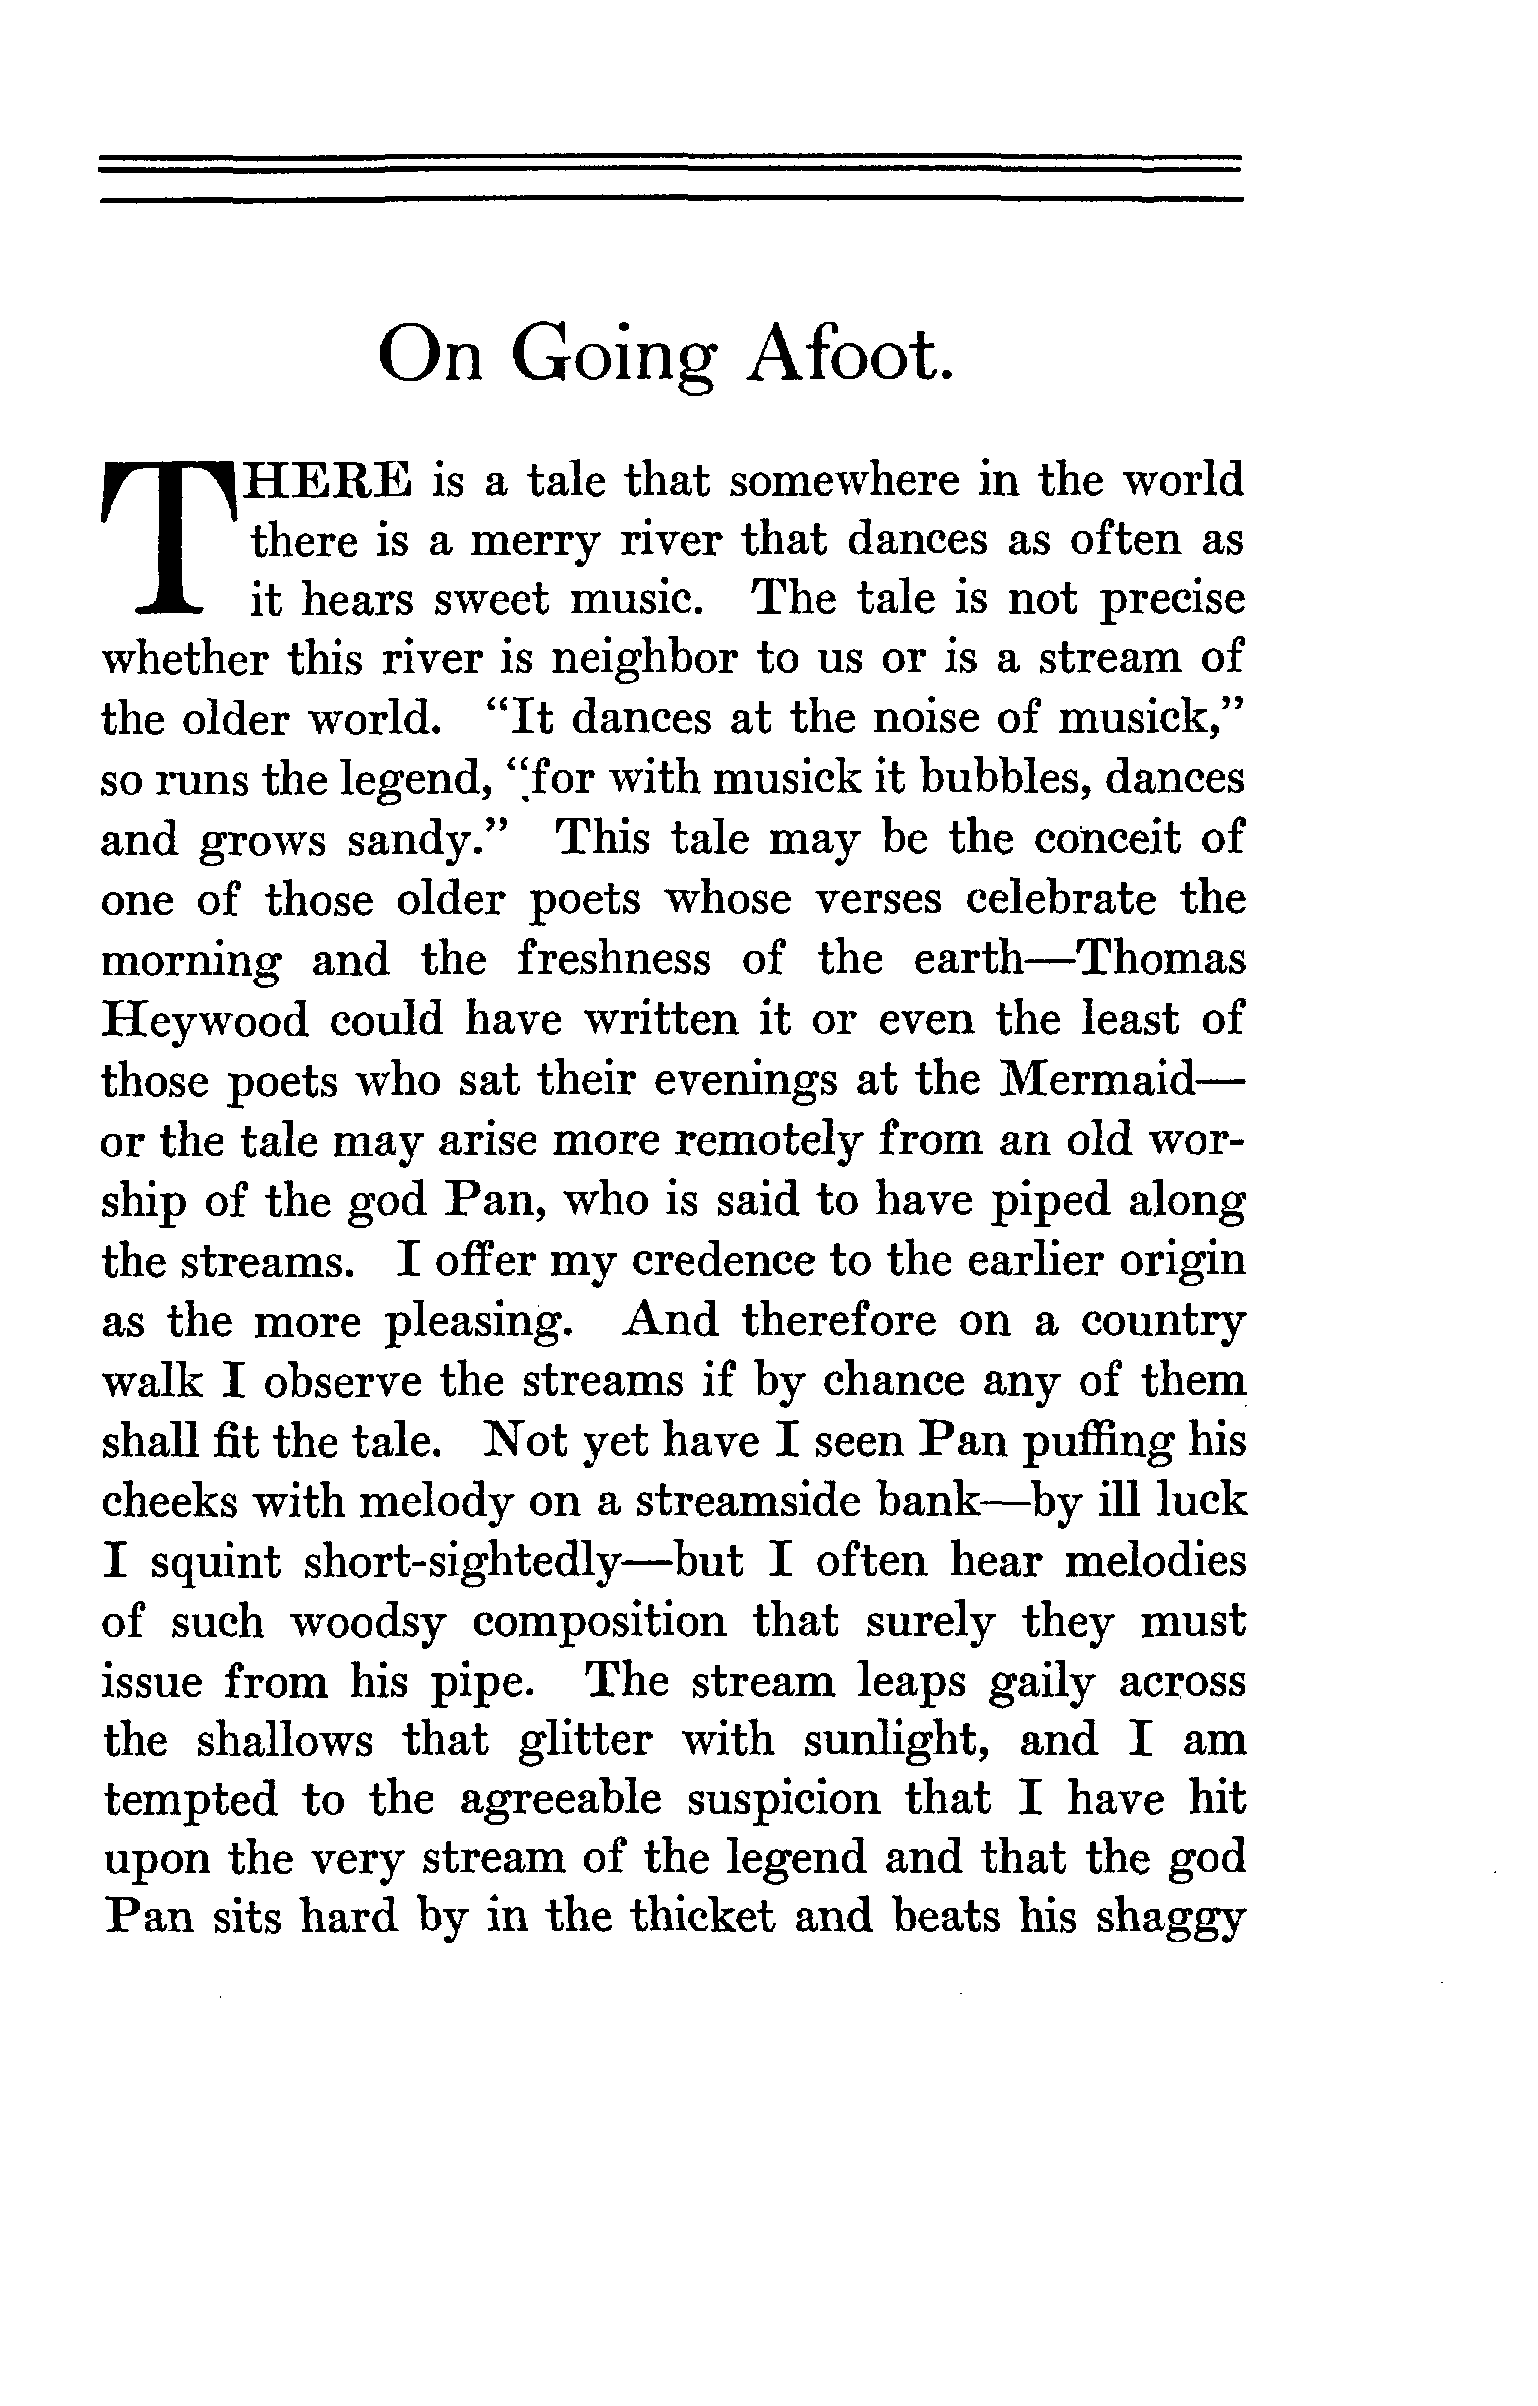 On Going Afoot.
THERE is a tale that somewhere in the world
there is a merry river that dances as often as
it hears sweet music. The tale is not precise
whether this river is neighbor to us or is a stream of
the older world. “It dances at the noise of musick,”
so runs the legend, “for with musick it bubbles, dances
and grows sandy.” This tale may be the conceit of
one of those older poets whose verses celebrate the
morning and the freshness of the earth—Thomas
Heywood could have written it or even the least of
those poets who sat their evenings at the Mermaid—
or the tale may arise more remotely from an old wor-
ship of the god Pan, who is said to have piped along
the streams. I offer my credence to the earlier origin
as the more pleasing. And therefore on a country
walk I observe the streams if by chance any of them
shall fit the tale. Not yet have I seen Pan puffing his
cheeks with melody on a streamside bank—by ill luck
I squint short-sightedly—but I often hear melodies
of such woodsy composition that surely they must
issue from his pipe. The stream leaps gaily across
the shallows that glitter with sunlight, and I am
tempted to the agreeable suspicion that I have hit
upon the very stream of the legend and that the god
Pan sits hard by in the thicket and beats his shaggy